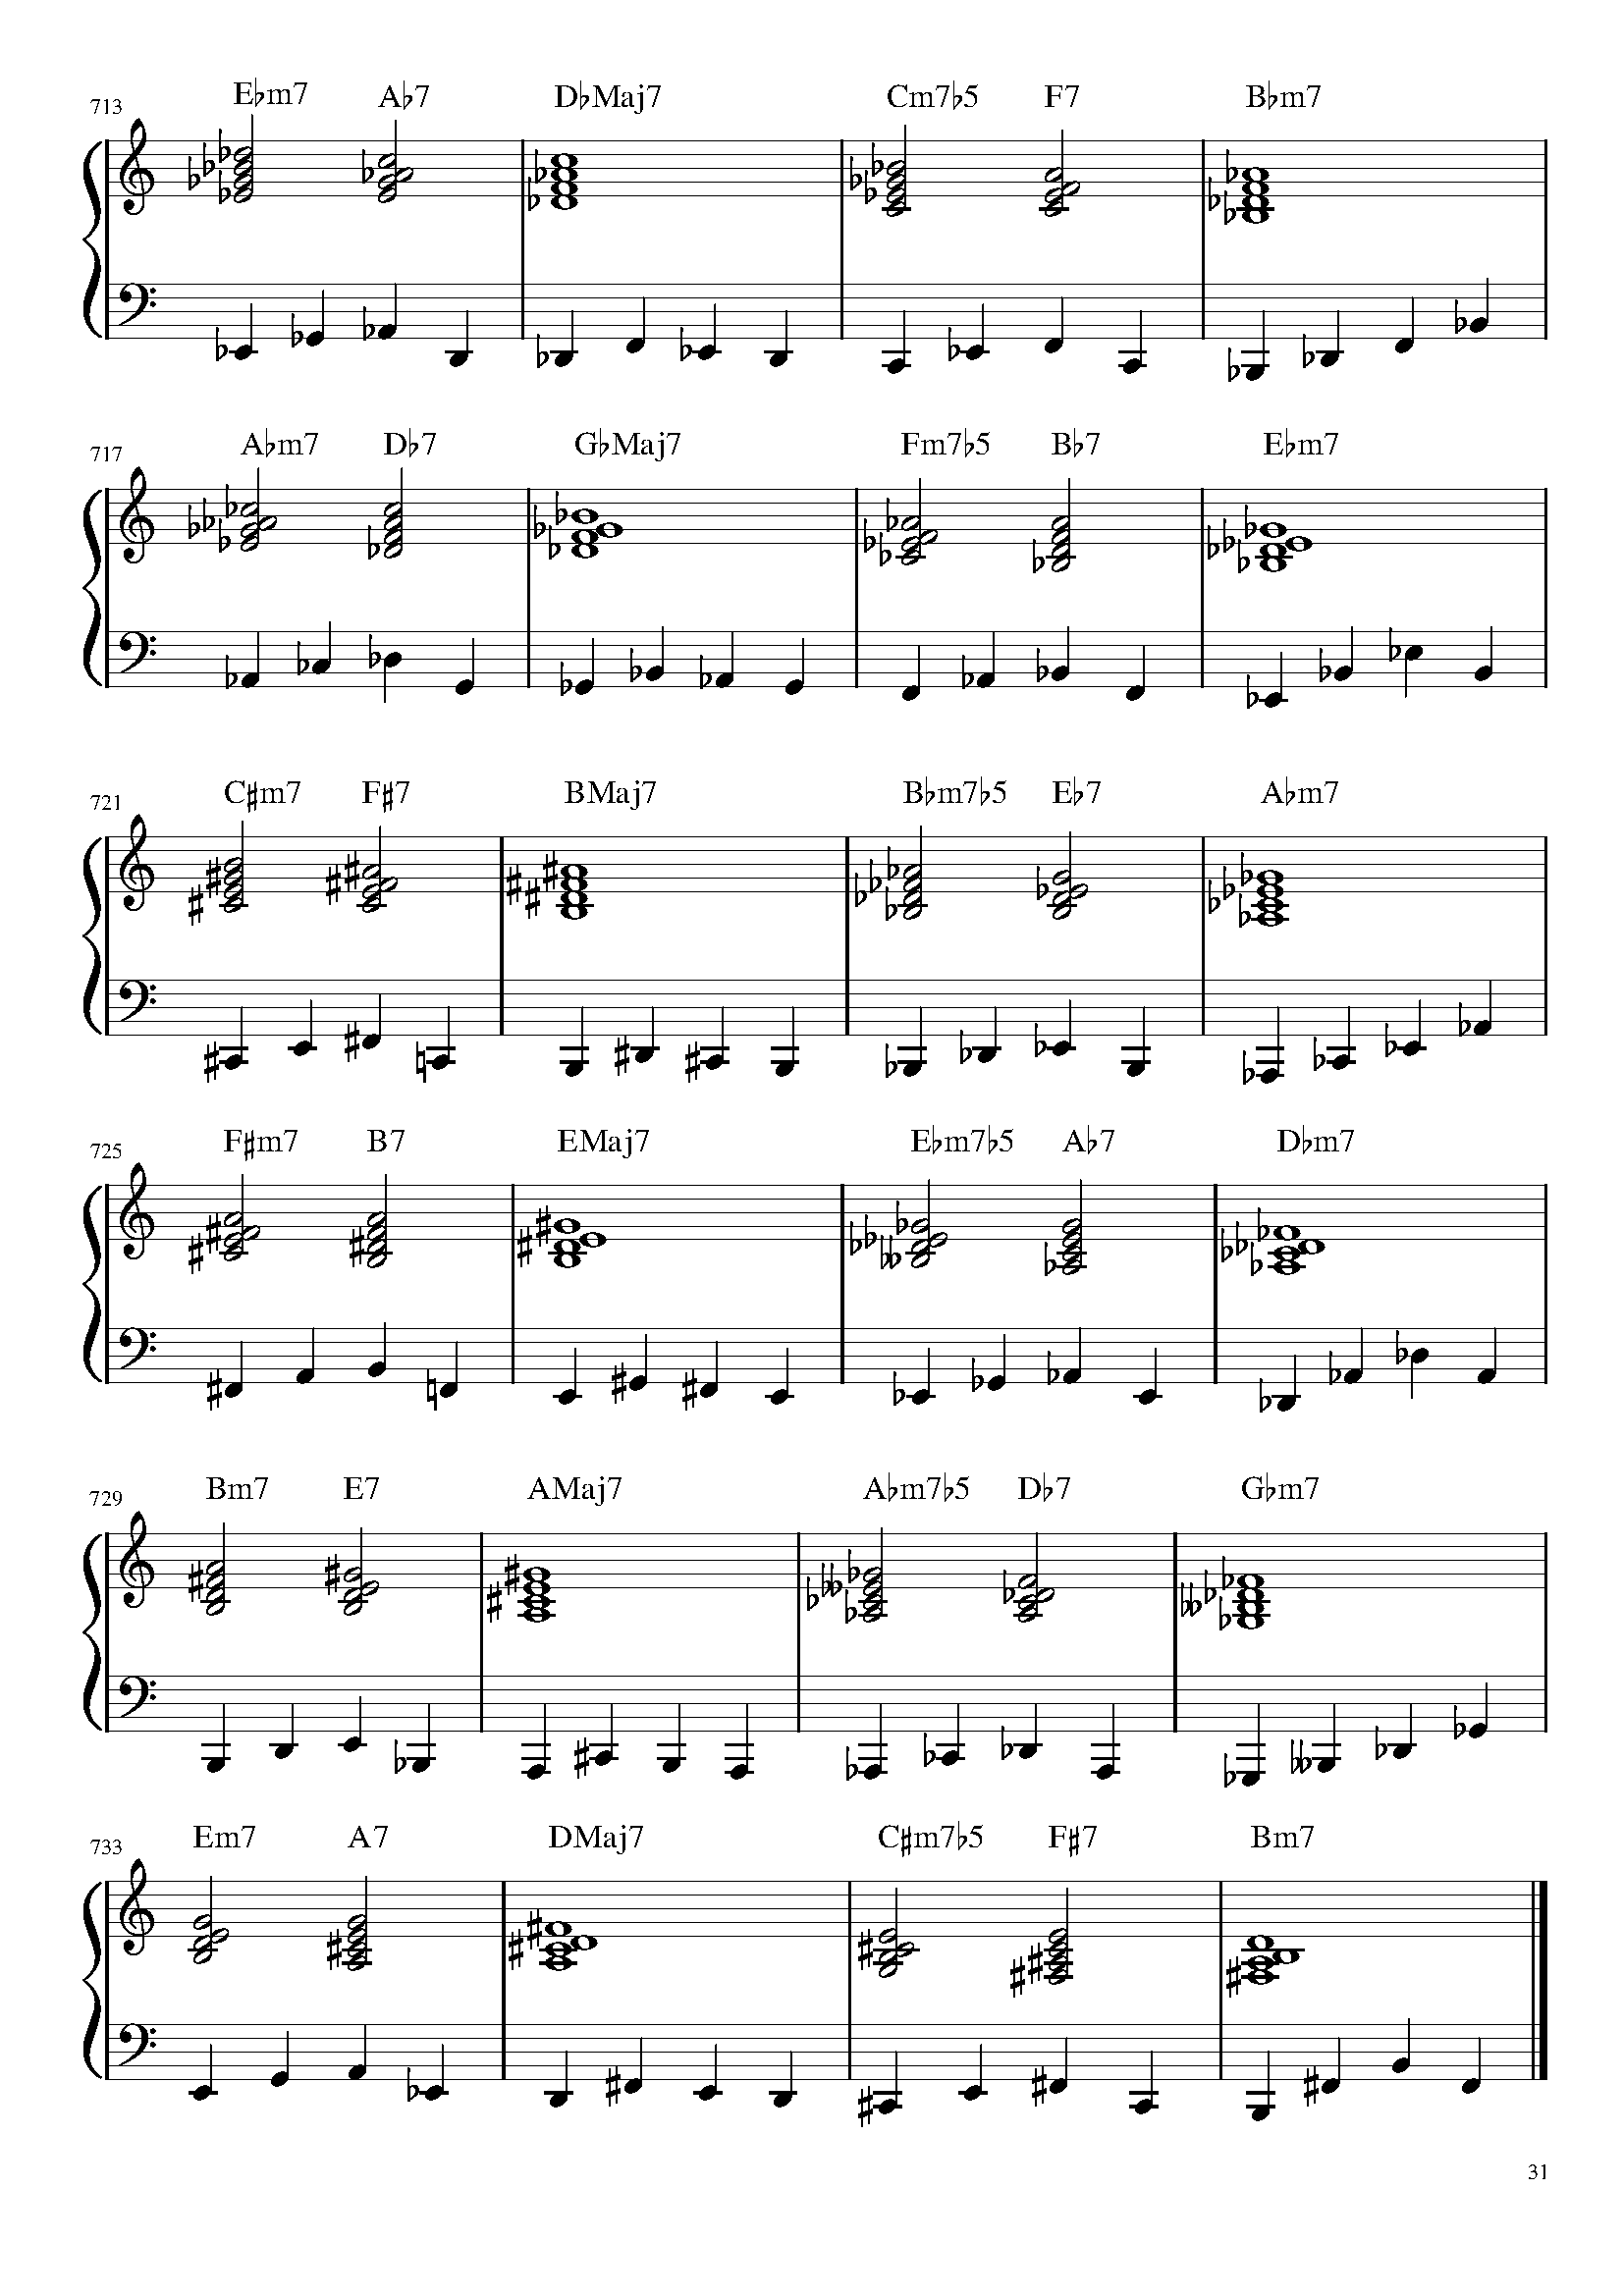 E♭m7 A♭7 D♭Maj7 Cm7♭5 F7 B♭m7
713
A♭m7 D♭7 G♭Maj7 Fm7♭5 B♭7 E♭m7
717
C♯m7 F♯7 BMaj7 B♭m7♭5 E♭7 A♭m7
721
F♯m7 B7 EMaj7 E♭m7♭5 A♭7 D♭m7
725
Bm7 E7 AMaj7 A♭m7♭5 D♭7 G♭m7
729
Em7 A7 DMaj7 C♯m7♭5 F♯7 Bm7
733
31